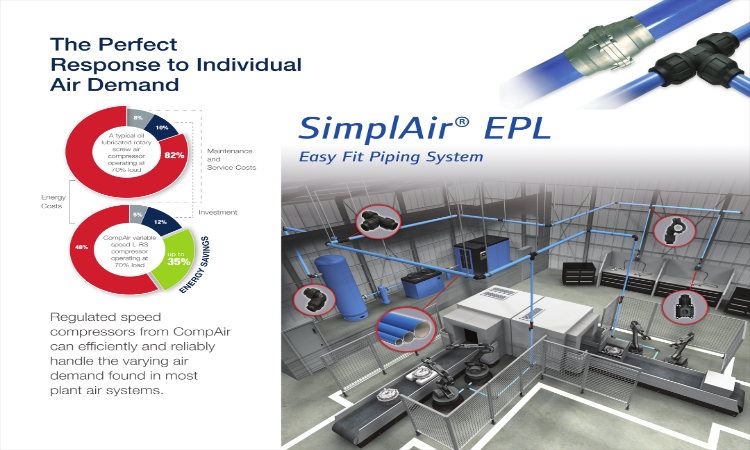 The Perfect
Response to Individual
Air Demand
8%
10%
82%
A typical oil
lubricated rotary
screw air
compressor
operating at
70% load
Maintenance
and
Service Costs
Energy
Costs
Investment
12%
48%
CompAir variable
speed L-RS
compressor
operating at
70% load
up to
35%
ENERGY SAVINGS
Regulated speed
compressors from CompAir
can efficiently and reliably
handle the varying air
demand found in most
plant air systems.
SimplAir® EPL
Easy Fit Piping System